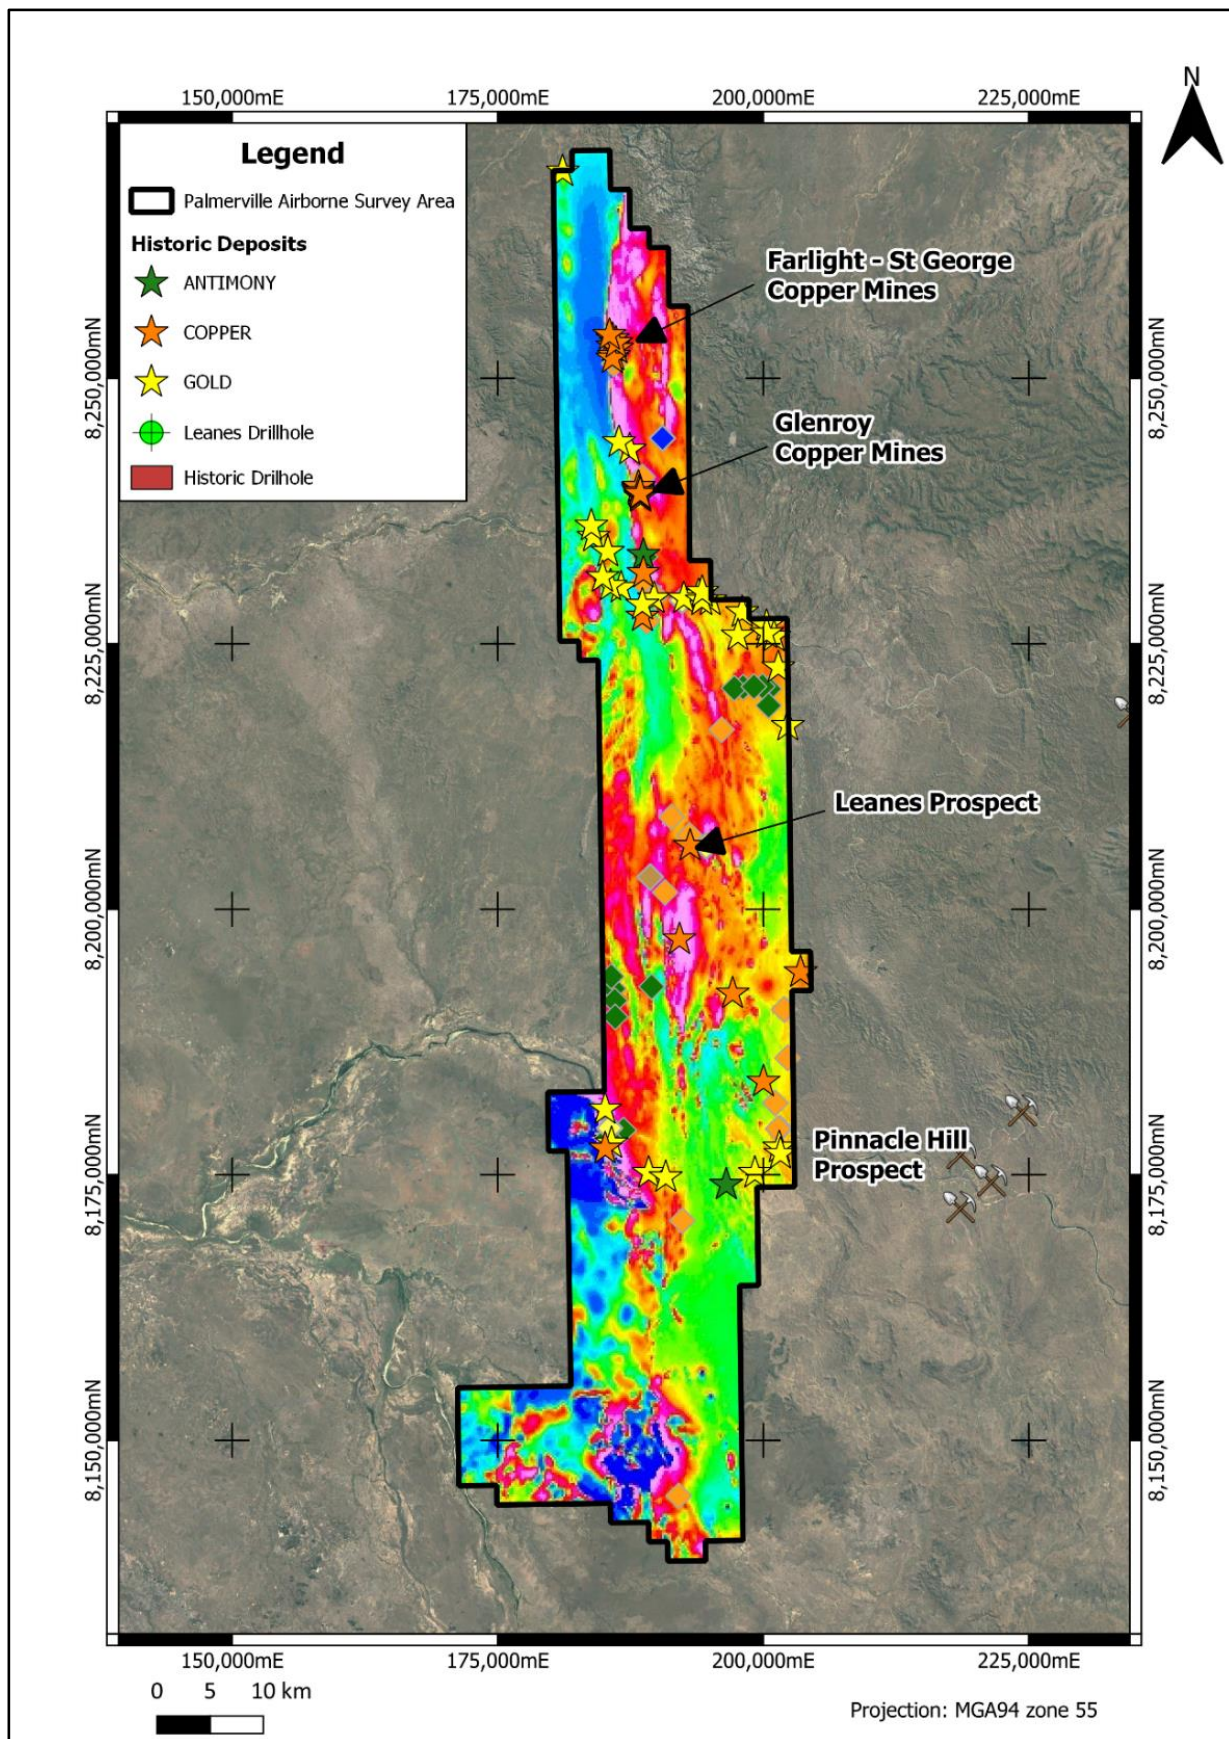 N
150,000mE
175,000mE
200,000mE
225,000mE
Legend
Palmerville Airborne Survey Area
Historic Deposits
ANTIMONY
COPPER
GOLD
Leanes Drillhole
Historic Drillhole
Farlight - St George
Copper Mines
Glenroy
Copper Mines
Leanes Prospect
Pinnacle Hill
Prospect
8,250,000mN
8,225,000mN
8,200,000mN
8,175,000mN
8,150,000mN
8,250,000mN
8,225,000mN
8,200,000mN
8,175,000mN
8,150,000mN
150,000mE
175,000mE
200,000mE
225,000mE
0 5 10 km
Projection: MGA94 zone 55